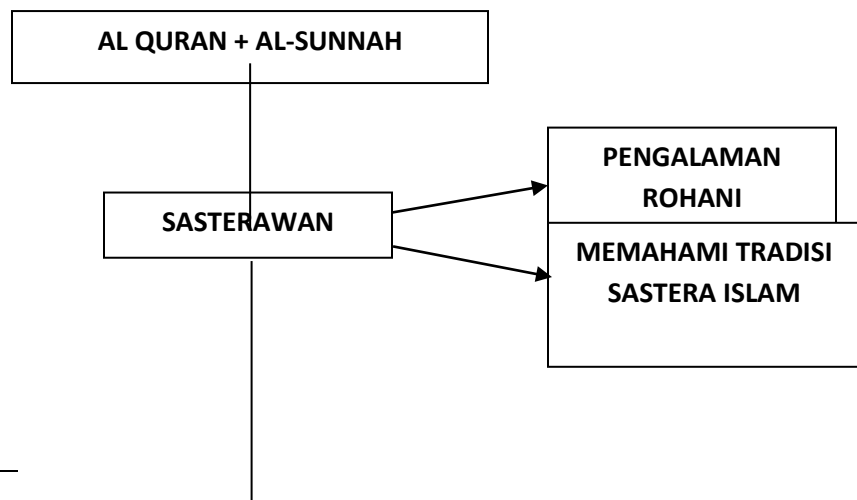 AL QURAN + AL-SUNNAH
PENGALAMAN
ROHANI
SASTERAWAN
MEMAHAMI TRADISI
SASTERA ISLAM